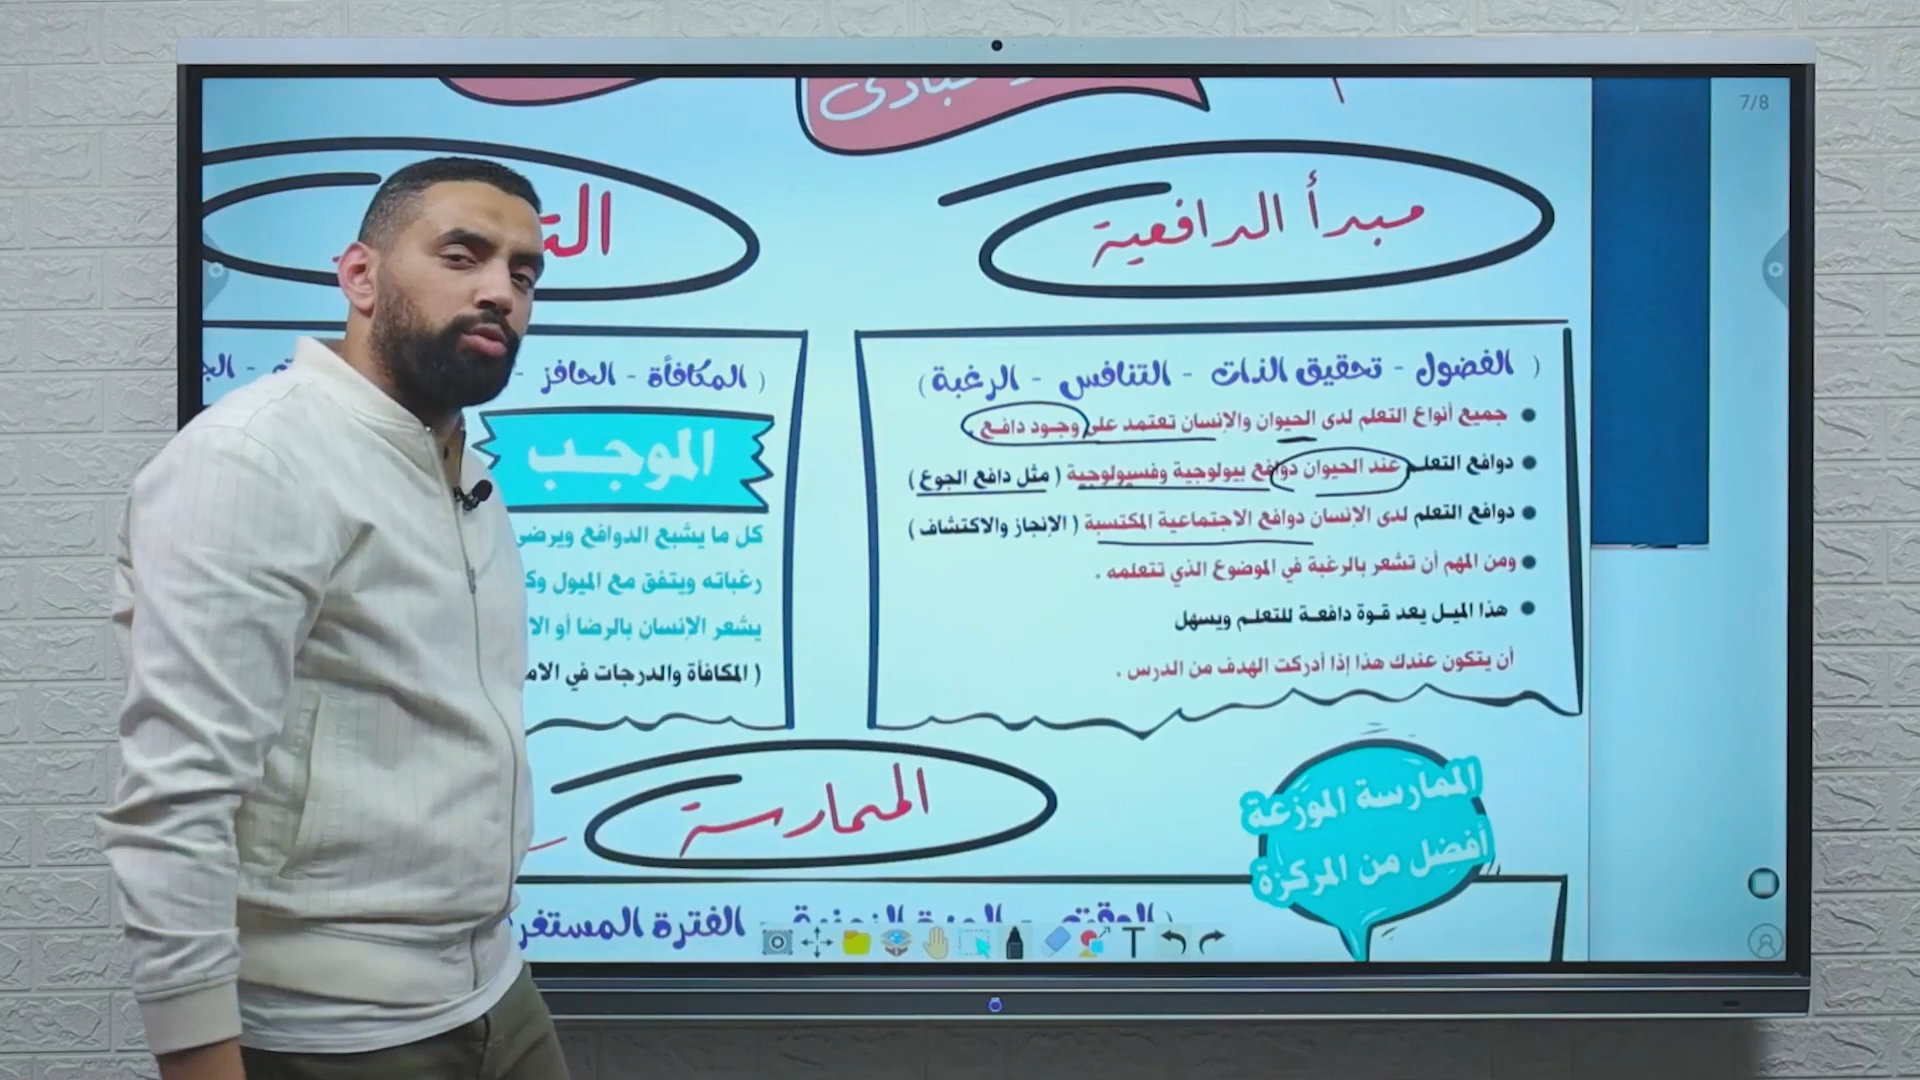 7/8
مبدأ الدافعية
( الفضول - تحقيق الذات - التنافس - الرغبة )
جميع أنواع التعلم لدى الحيوان والإنسان تعتمد على وجود دافع .
دوافع التعلم عند الحيوان دوافع بيولوجية وفسيولوجية ( مثل دافع الجوع )
دوافع التعلم لدى الإنسان دوافع الاجتماعية المكتسبة ( الإنجاز والاكتشاف )
ومن المهم أن تشعر بالرغبة في الموضوع الذي تتعلمه .
هذا الميل يعد قوة دافعة للتعلم ويسهل
أن يتكون عندك هذا إذا أدركت الهدف من الدرس .
( المكافأة - الحافز -
الموجب
كل ما يشبع الدوافع ويرضي
رغباته ويتفق مع الميول
يشعر الإنسان بالرضا أو
( المكافأة والدرجات في
الممارسة
الممارسة الموزعة
أفضل من المركزة
( الوقت - المدة الزمنية - الفترة